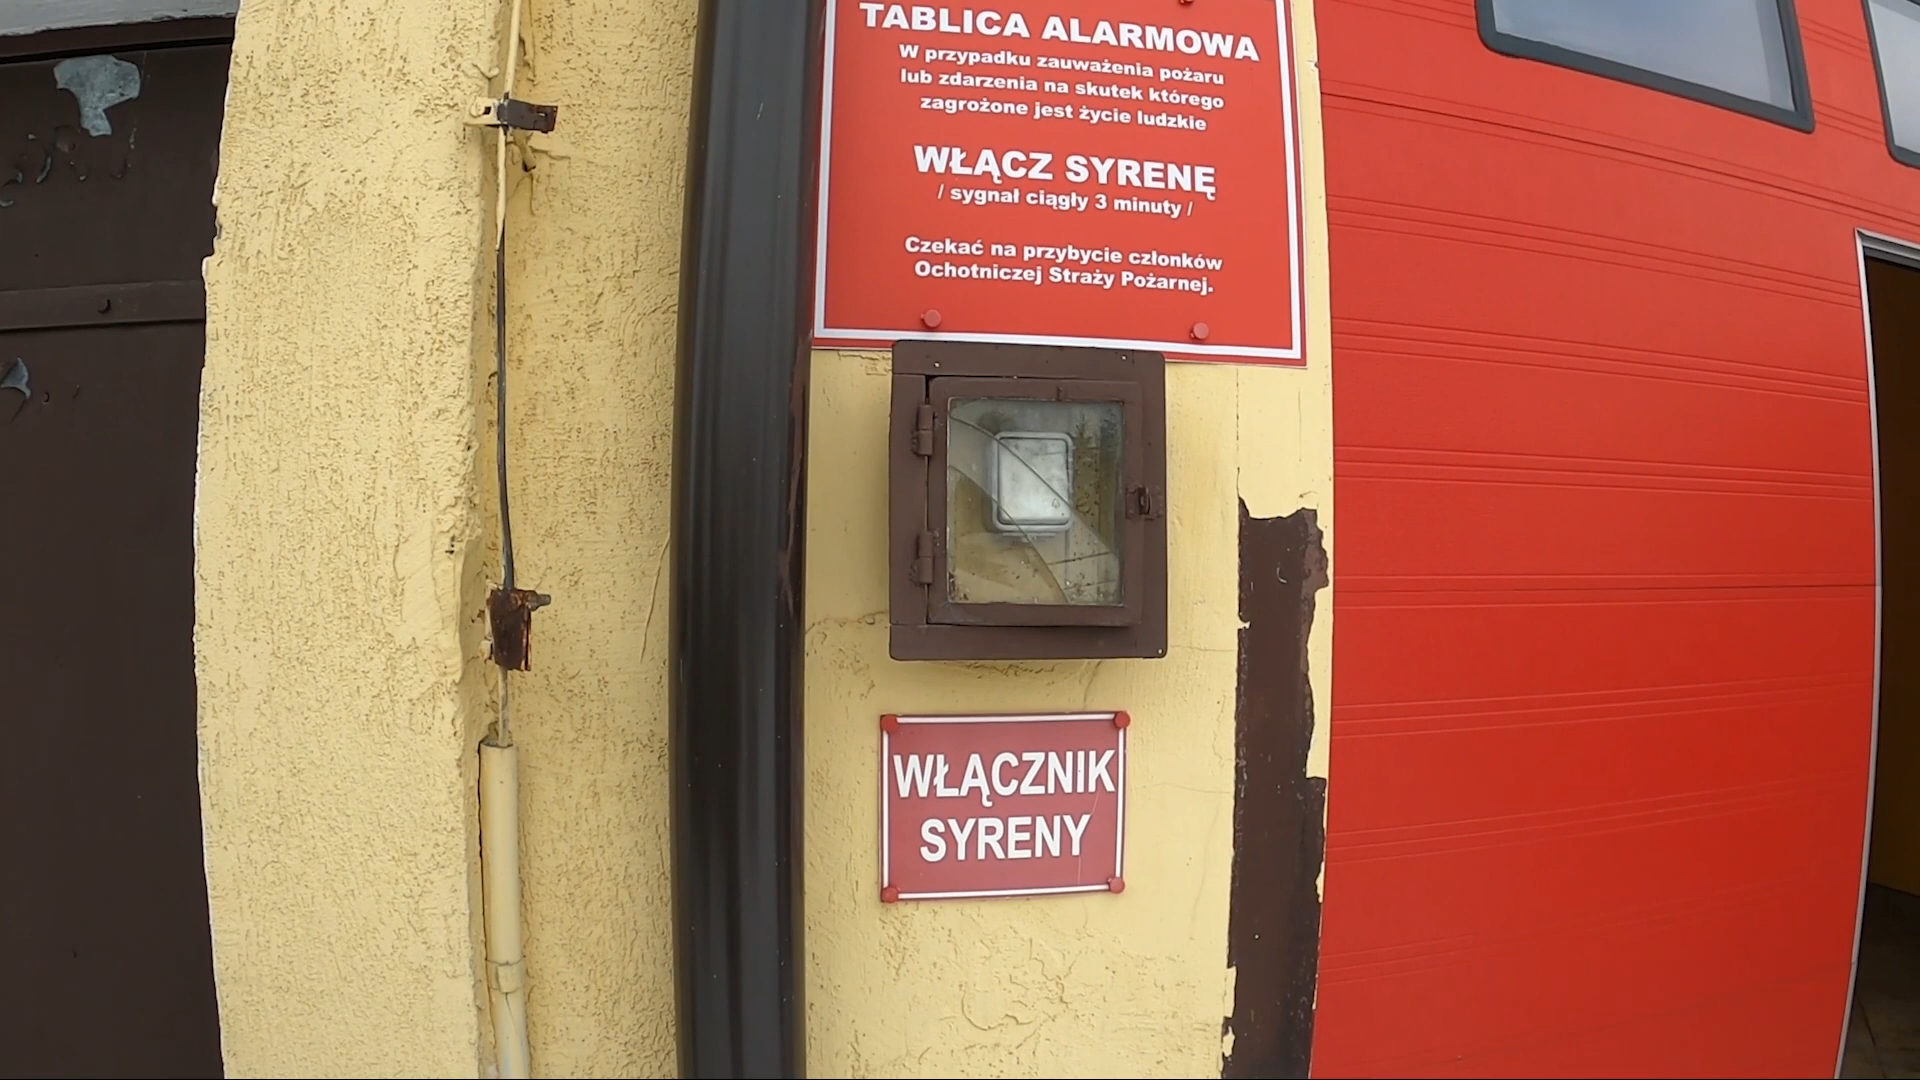 TABLICA ALARMOWA
W przypadku zauważenia pożaru
lub zdarzenia na skutek którego
zagrożone jest życie ludzkie
WŁĄCZ SYRENĘ
/ sygnał ciągły 3 minuty /
Czekać na przybycie członków
Ochotniczej Straży Pożarnej.
WŁĄCZNIK
SYRENY